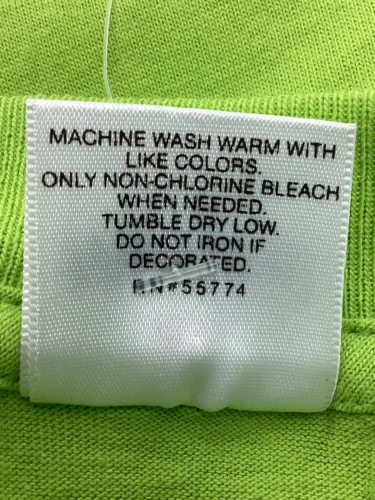 MACHINE WASH WARM WITH
LIKE COLORS.
ONLY NON-CHLORINE BLEACH
WHEN NEEDED.
TUMBLE DRY LOW.
DO NOT IRON IF
DECORATED.
RN#55774